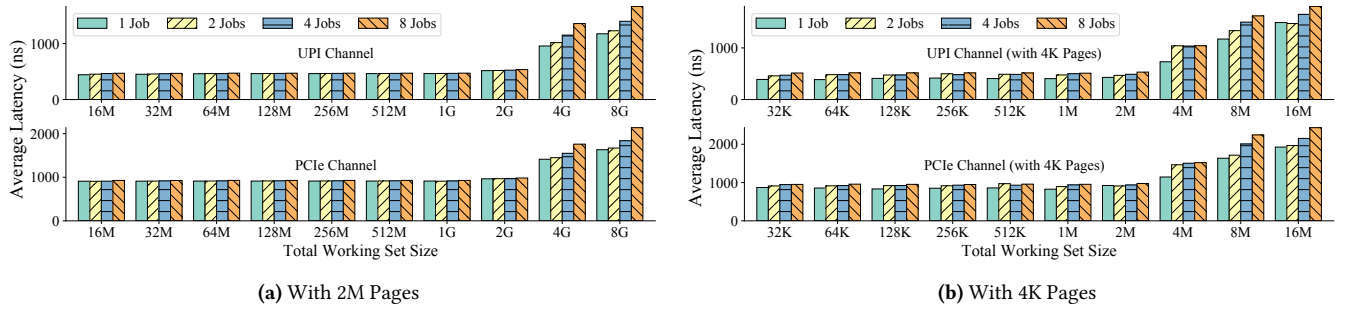 1 Job 2 Jobs 4 Jobs 8 Jobs
UPI Channel
1000
0
16M 32M 64M 128M 256M 512M 1G 2G 4G 8G
PCIe Channel
2000
1000
0
16M 32M 64M 128M 256M 512M 1G 2G 4G 8G
Average Latency (ns)
Total Working Set Size
(a) With 2M Pages
1 Job 2 Jobs 4 Jobs 8 Jobs
UPI Channel (with 4K Pages)
1000
0
32K 64K 128K 256K 512K 1M 2M 4M 8M 16M
PCIe Channel (with 4K Pages)
2000
1000
0
32K 64K 128K 256K 512K 1M 2M 4M 8M 16M
Average Latency (ns)
Total Working Set Size
(b) With 4K Pages